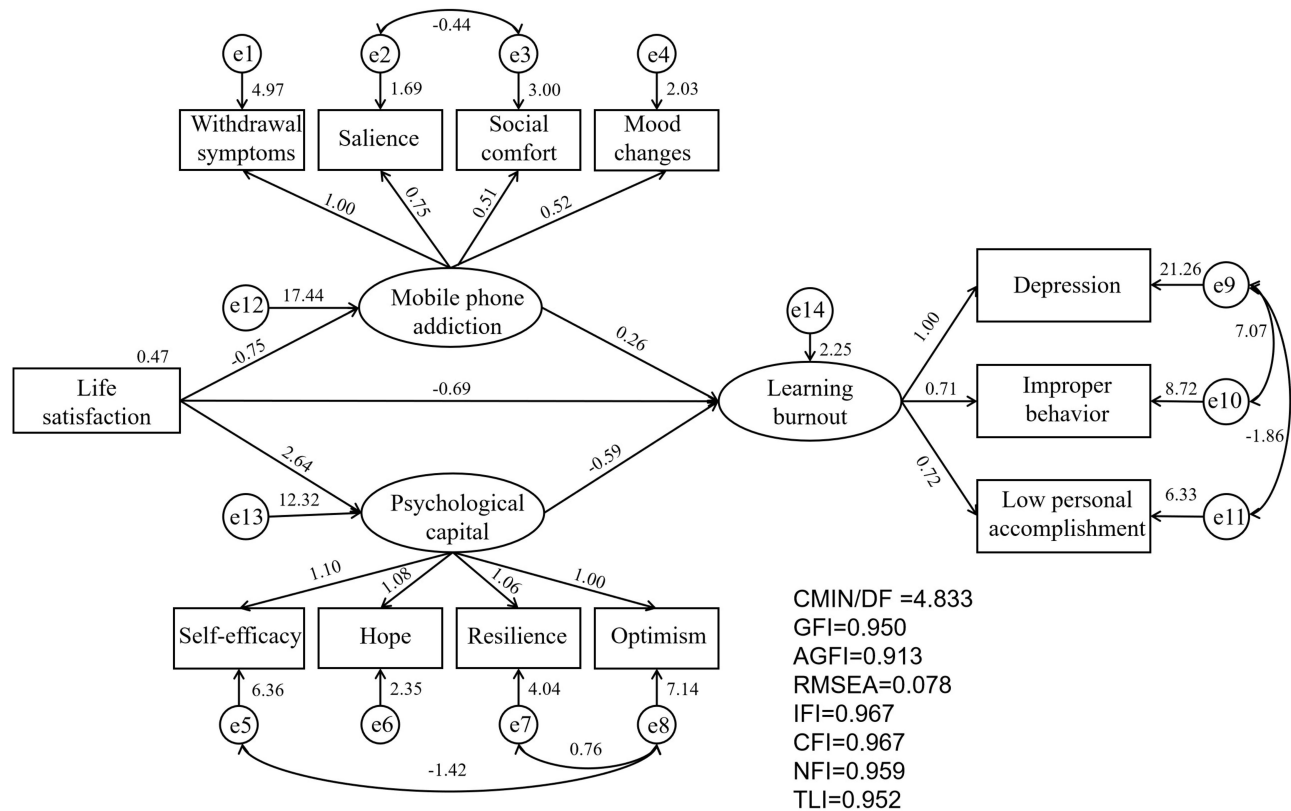 -0.44
e1
e2
e3
e4
4.97
1.69
3.00
2.03
Withdrawal
symptoms
Salience
Social
comfort
Mood
changes
1.00
0.75
0.51
0.52
e12
17.44
Mobile phone
addiction
e14
2.25
Depression
21.26
e9
7.07
0.47
-0.75
0.26
1.00
Life
satisfaction
-0.69
Learning
burnout
0.71
Improper
behavior
8.72
e10
-1.86
2.64
-0.59
0.72
e13
12.32
Psychological
capital
Low personal
accomplishment
6.33
e11
1.10
1.08
1.06
1.00
Self-efficacy
Hope
Resilience
Optimism
6.36
2.35
4.04
7.14
e5
e6
e7
e8
0.76
-1.42
CMIN/DF =4.833
GFI=0.950
AGFI=0.913
RMSEA=0.078
IFI=0.967
CFI=0.967
NFI=0.959
TLI=0.952